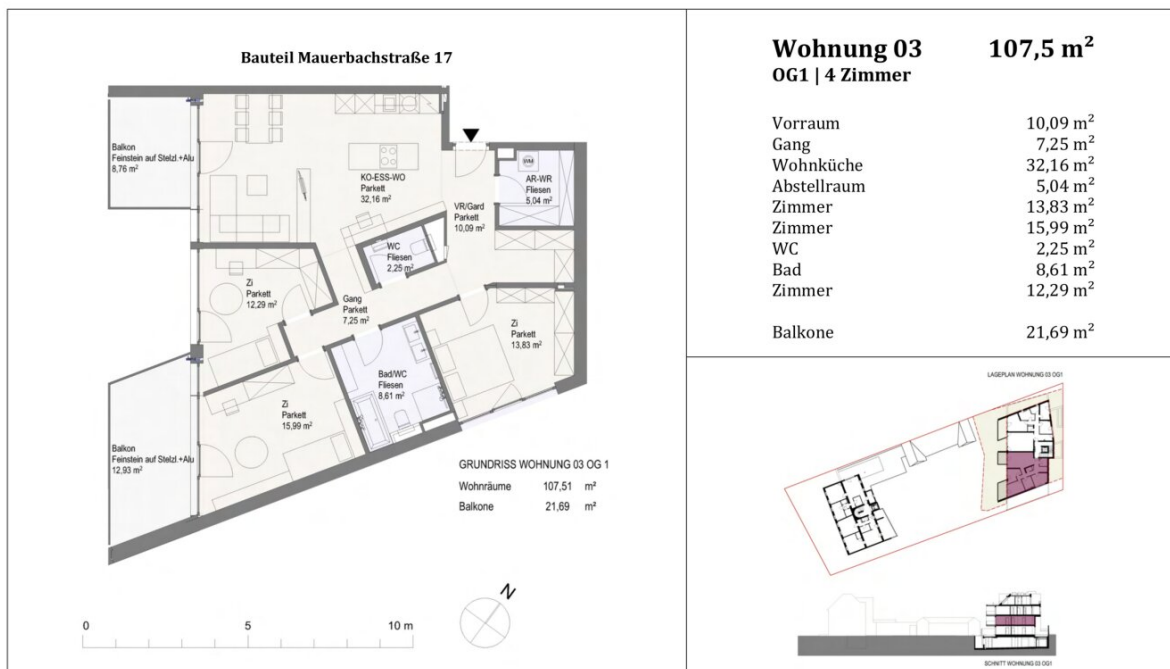 Bauteil Mauerbachstraße 17
Balkon
Feinstein auf Stelzl.+Alu
8,76 m²
KO-ESS-WO
Parkett
32,16 m²
VR/Gard
Parkett
10,09 m²
WM
AR-WR
Fliesen
5,04 m²
WC
Fliesen
2,25 m²
Zi
Parkett
12,29 m²
Gang
Parkett
7,25 m²
Zi
Parkett
13,83 m²
Bad/WC
Fliesen
8,61 m²
Zi
Parkett
15,99 m²
Balkon
Feinstein auf Stelzl.+Alu
12,93 m²
GRUNDRISS WOHNUNG 03 OG 1
Wohnräume 107,51 m²
Balkone 21,69 m²
N
0 5 10 m
Wohnung 03 107,5 m²
OG1 | 4 Zimmer
Vorraum 10,09 m²
Gang 7,25 m²
Wohnküche 32,16 m²
Abstellraum 5,04 m²
Zimmer 13,83 m²
Zimmer 15,99 m²
WC 2,25 m²
Bad 8,61 m²
Zimmer 12,29 m²
Balkone 21,69 m²
LAGEPLAN WOHNUNG 03 OG1
SCHNITT WOHNUNG 03 OG1